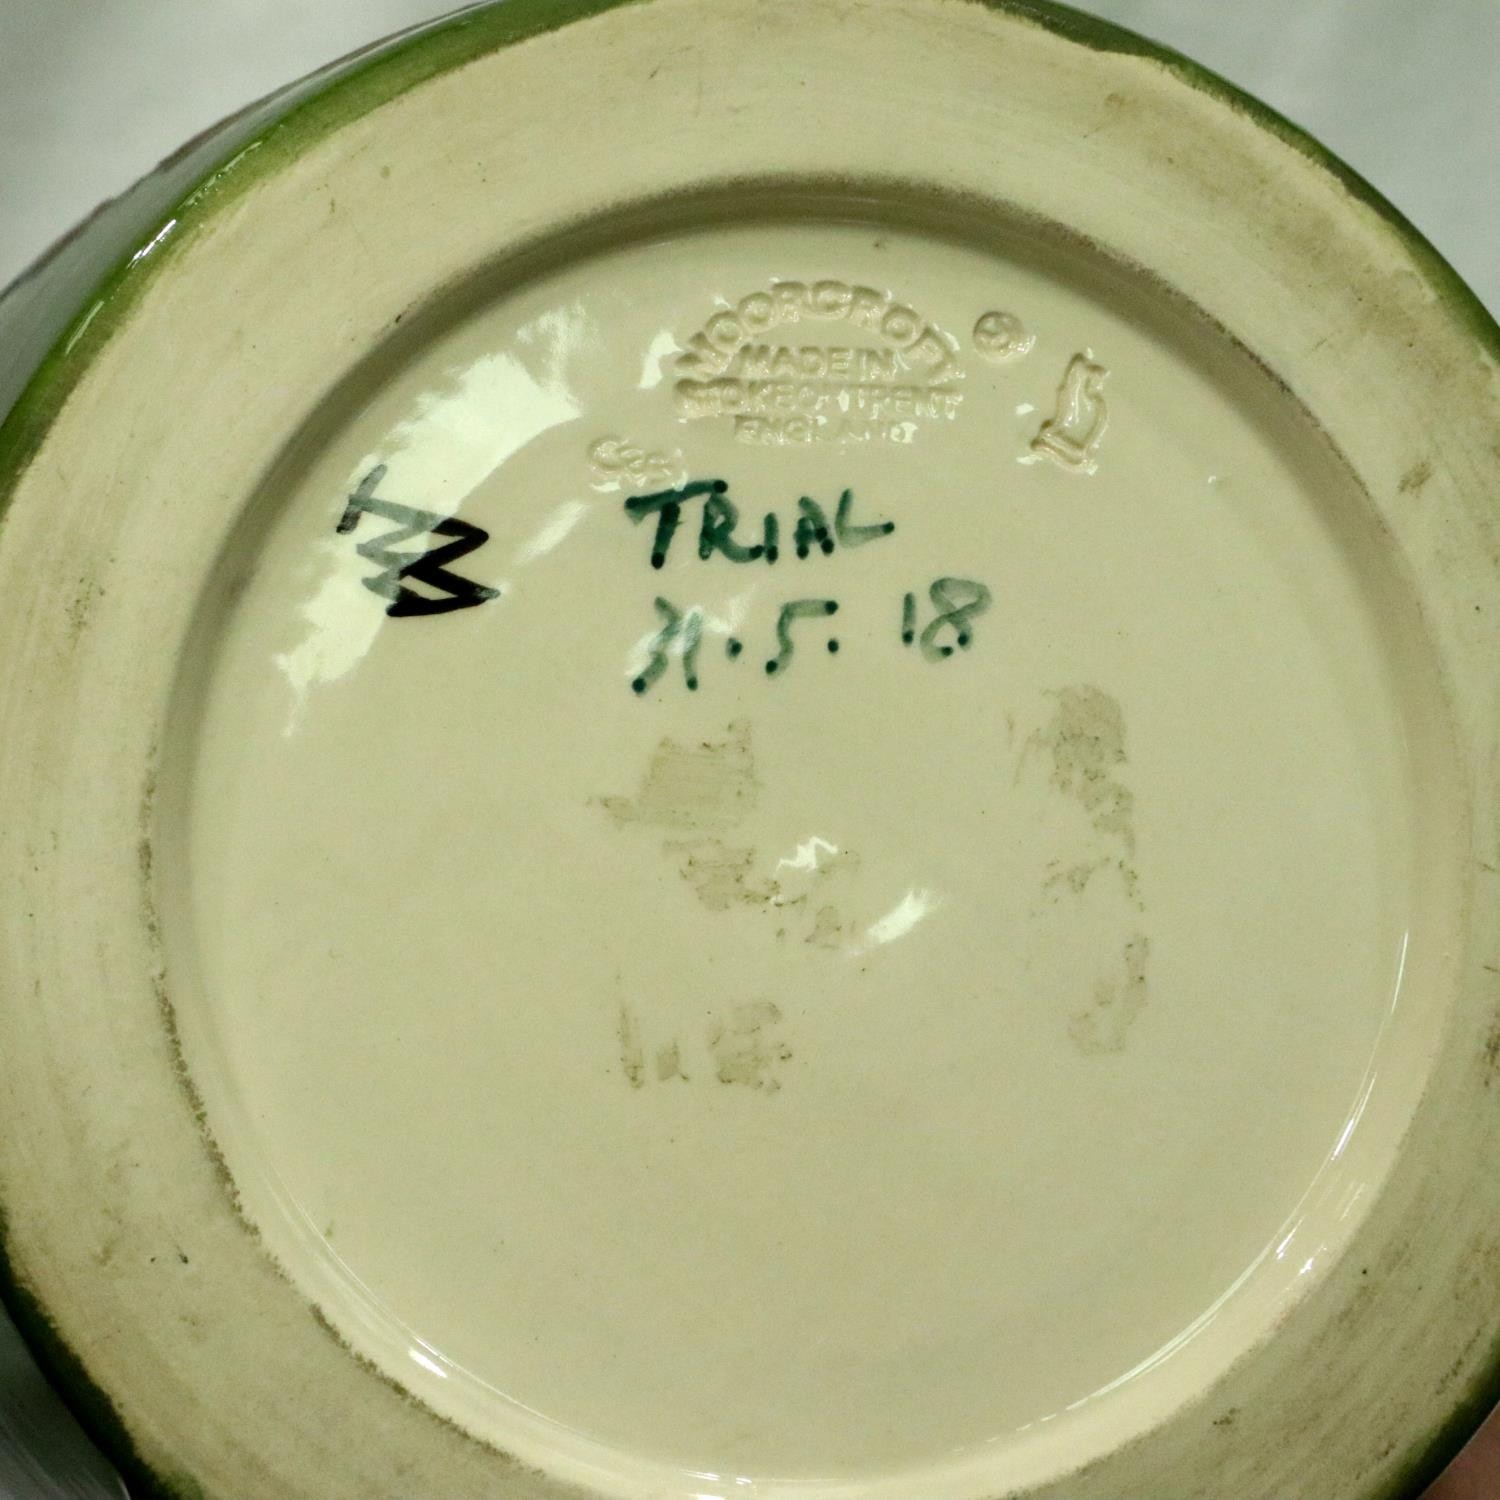 MOORCROFT
MADE IN
STOKE ON TRENT
ENGLAND
TRIAL
31.5.18